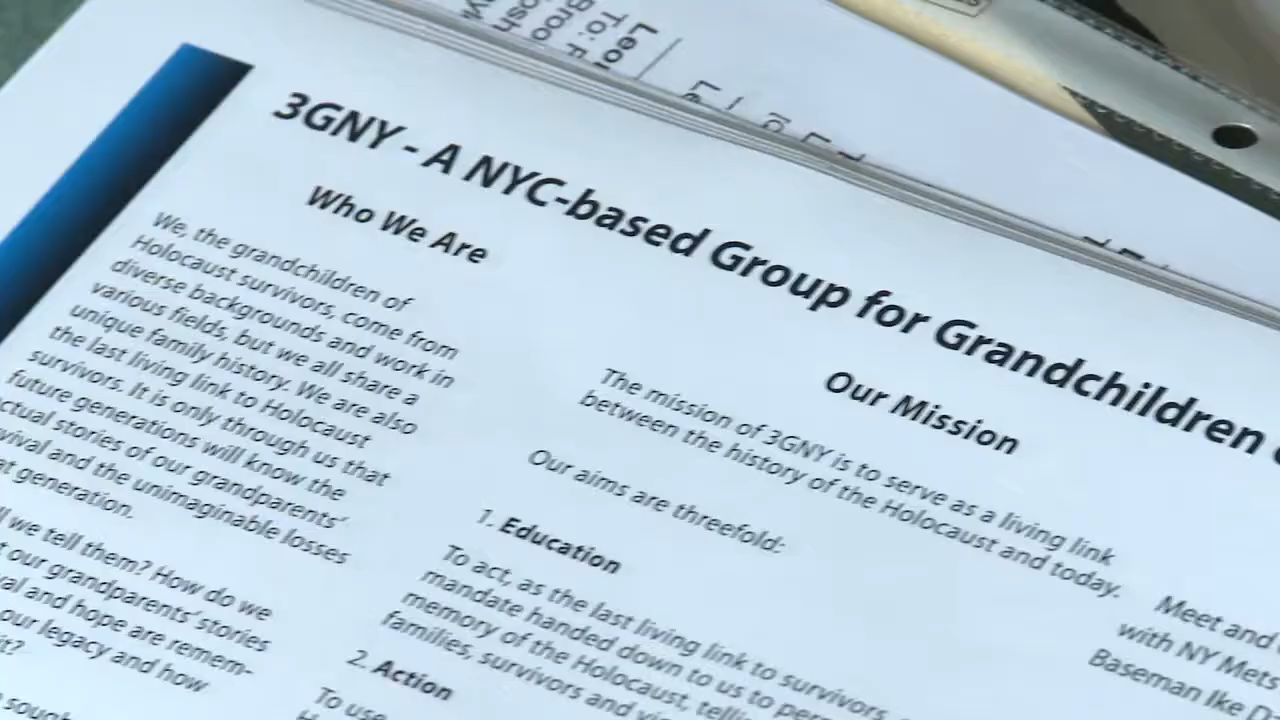 3GNY - A NYC-based Group for Grandchildren
Who We Are
We, the grandchildren of
Holocaust survivors, come from
diverse backgrounds and work in
various fields, but we all share a
unique family history. We are also
the last living link to Holocaust
survivors. It is only through us that
future generations will know the
stories of our grandparents'
and the unimaginable losses
generation.
we tell them? How do we
our grandparents' stories
and hope are remem-
our legacy and how
it?
Our Mission
The mission of 3GNY is to serve as a living link
between the history of the Holocaust and today.
Our aims are threefold:
1. Education
To act, as the last living link to survivors,
mandate handed down to us to
memory of the Holocaust,
families, survivors and
2. Action
To use
Meet and
with NY Mets
Baseman Ike